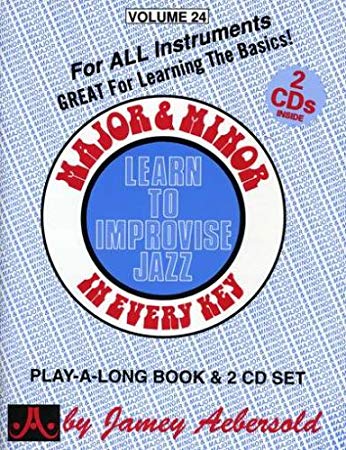 VOLUME 24
For ALL Instruments
GREAT For Learning The Basics!
2
CDs
INSIDE
MAJOR & MINOR
LEARN
TO
IMPROVISE
JAZZ
IN EVERY KEY
PLAY-A-LONG BOOK & 2 CD SET
JA by Jamey Aebersold